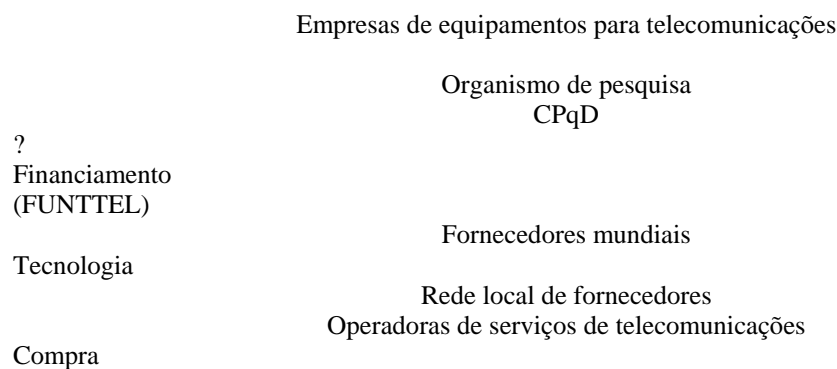 Empresas de equipamentos para telecomunicações
Organismo de pesquisa
CPqD
?
Financiamento
(FUNTTEL)
Fornecedores mundiais
Tecnologia
Rede local de fornecedores
Operadoras de serviços de telecomunicações
Compra